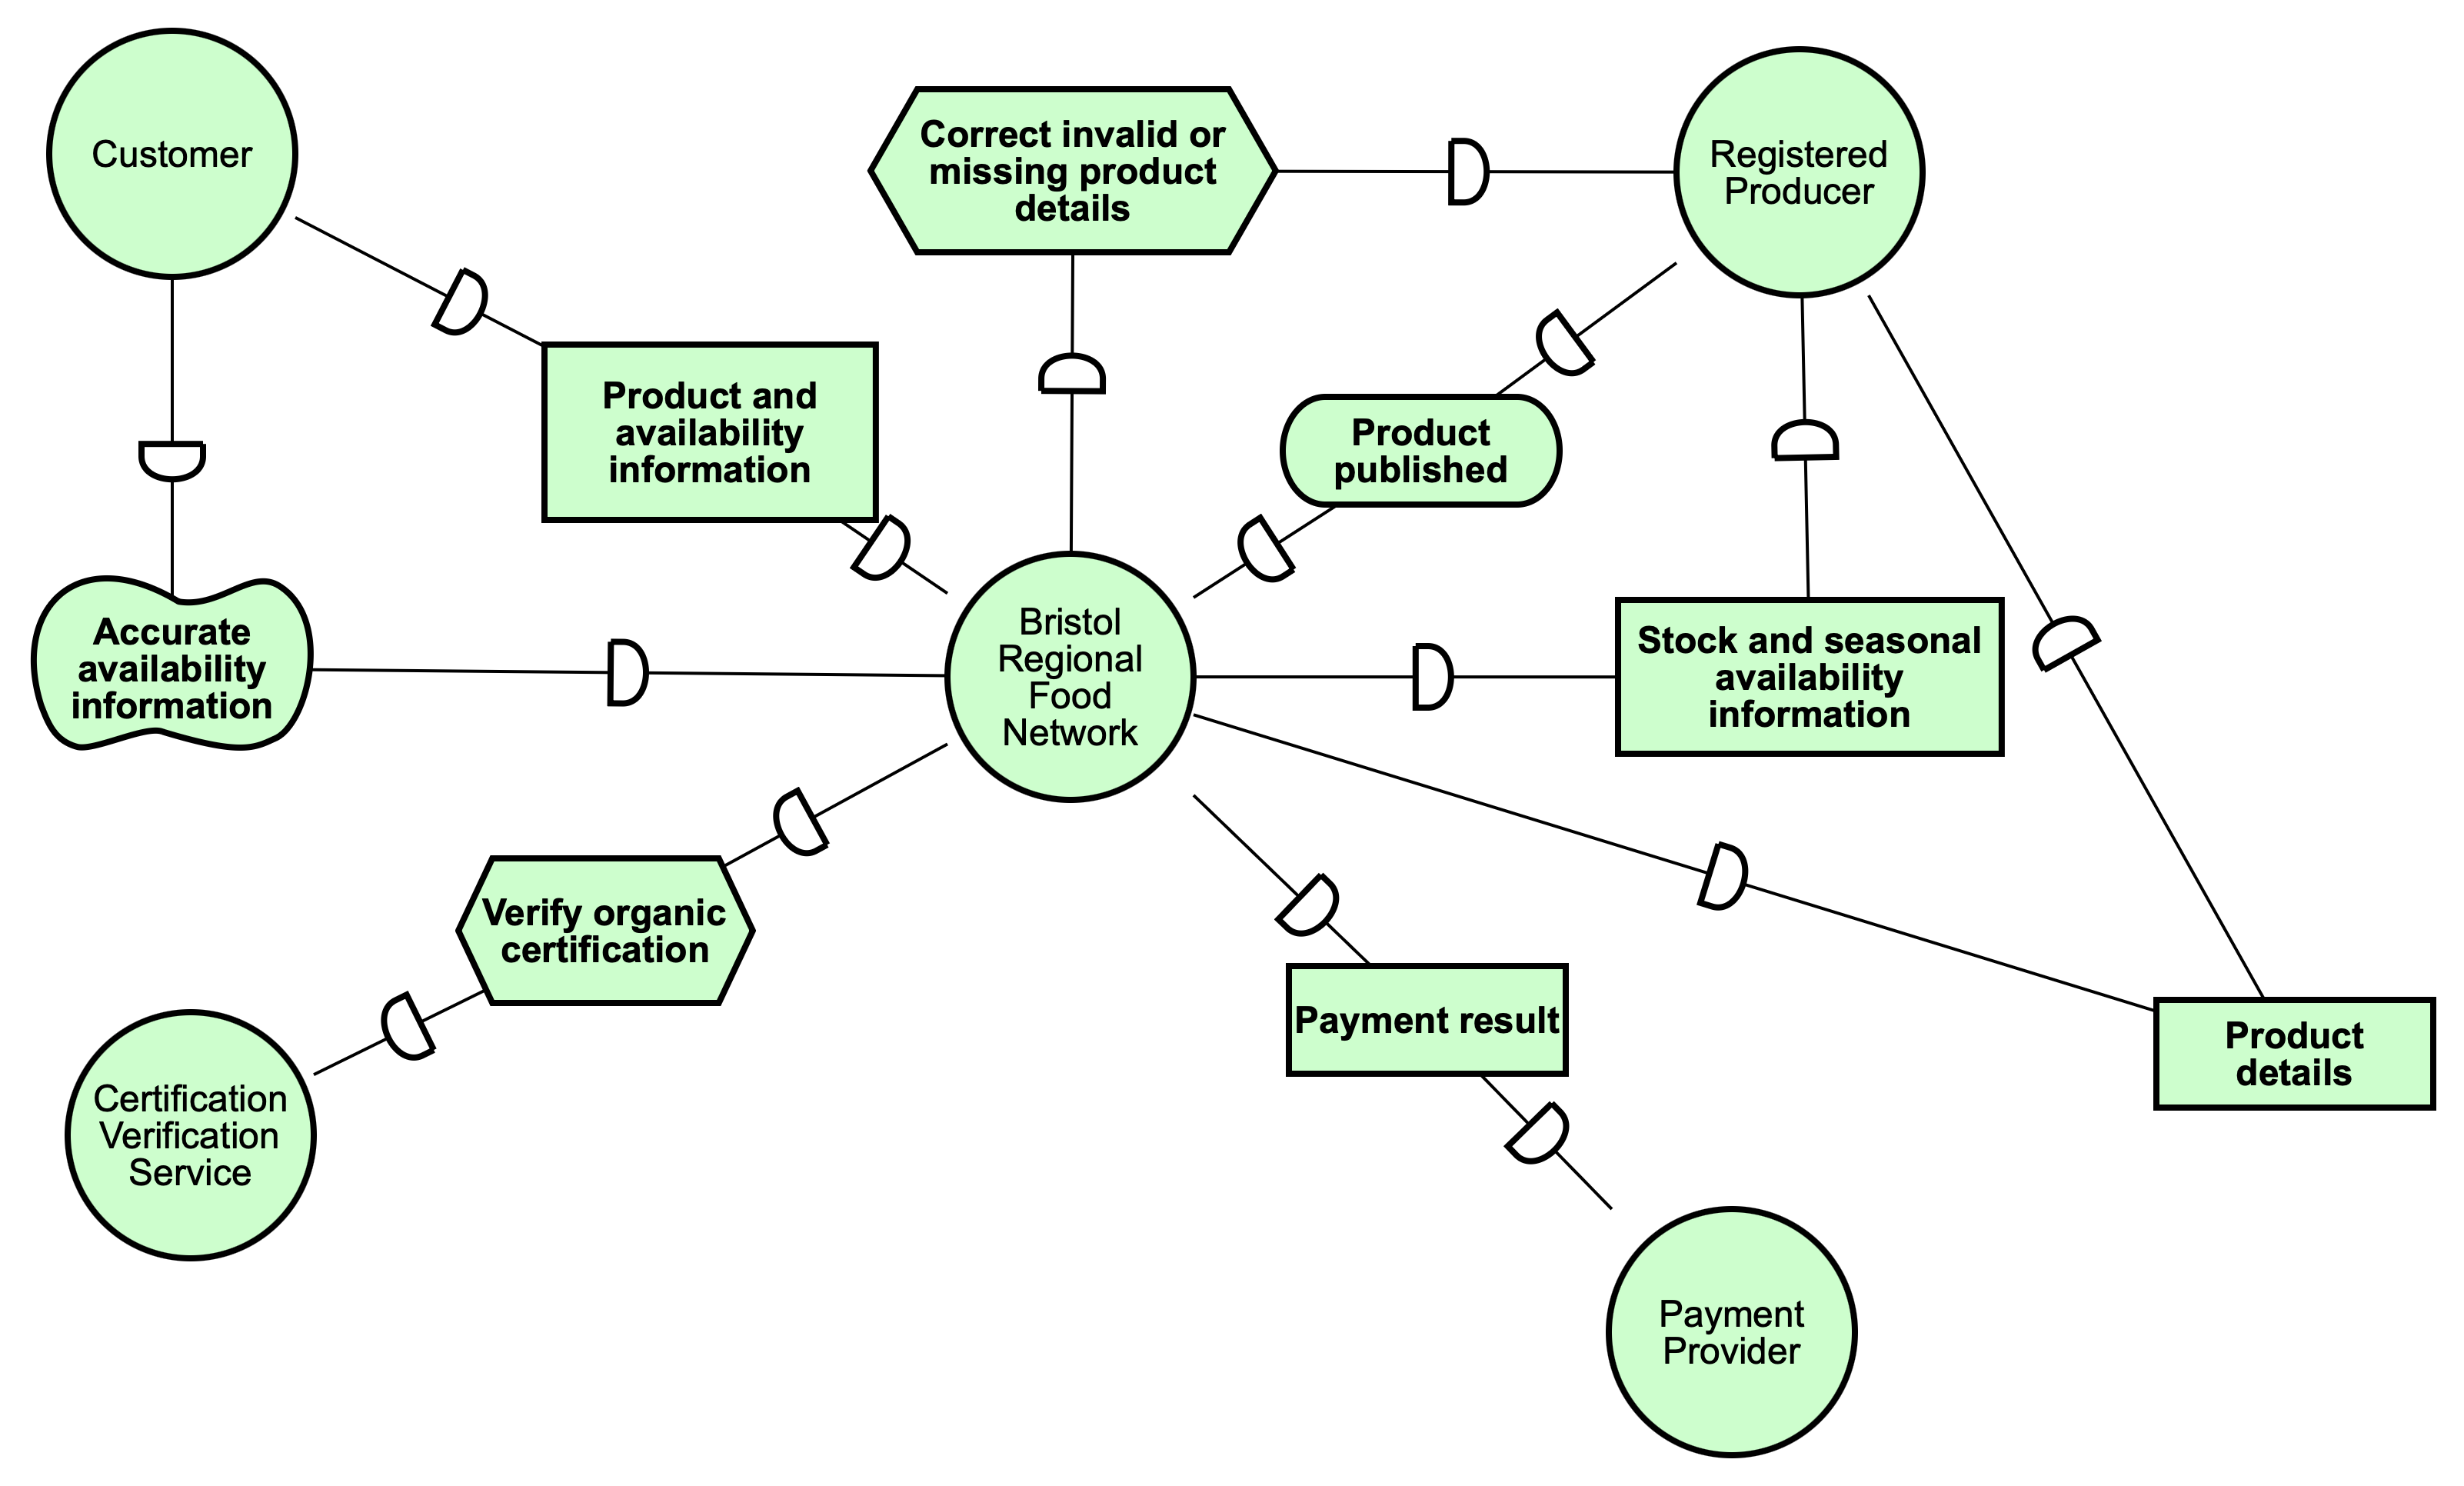 Customer
Correct invalid or
missing product
details
Registered
Producer
Product and
availability
information
Product
published
Accurate
availability
information
Bristol
Regional
Food
Network
Stock and seasonal
availability
information
Verify organic
certification
Payment result
Product
details
Certification
Verification
Service
Payment
Provider